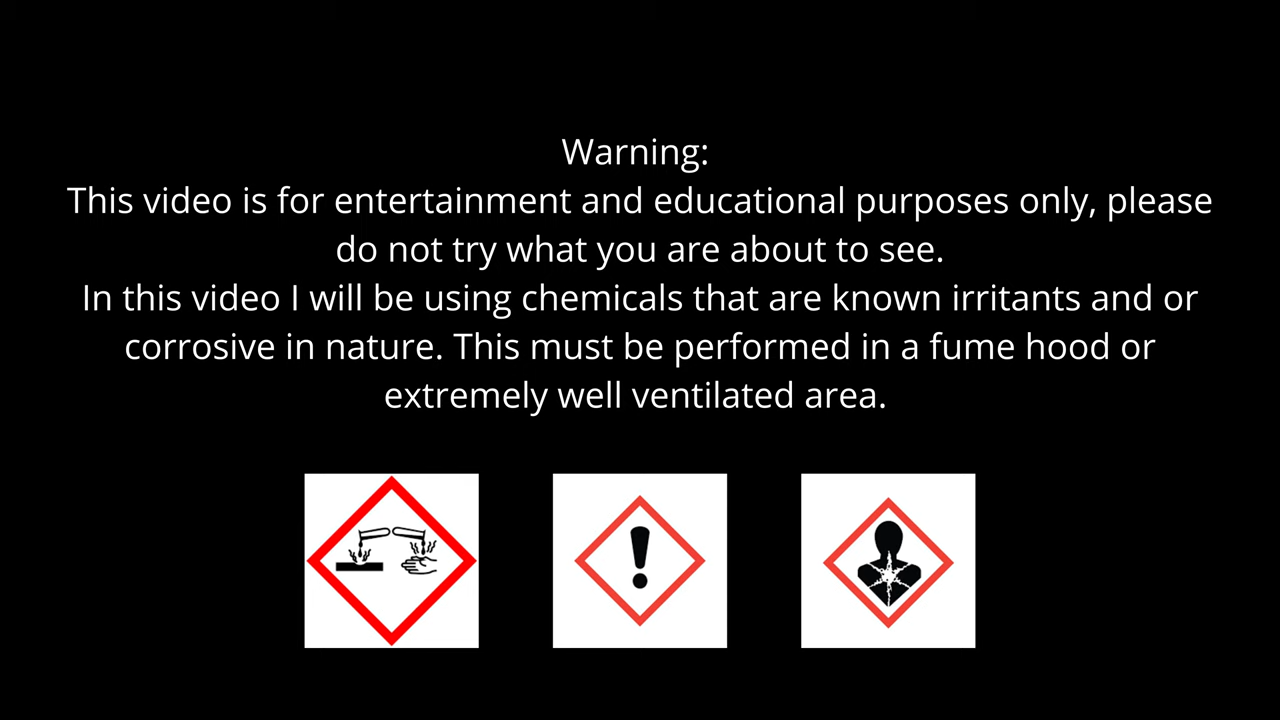 Warning:
This video is for entertainment and educational purposes only, please
do not try what you are about to see.
In this video I will be using chemicals that are known irritants and or
corrosive in nature. This must be performed in a fume hood or
extremely well ventilated area.